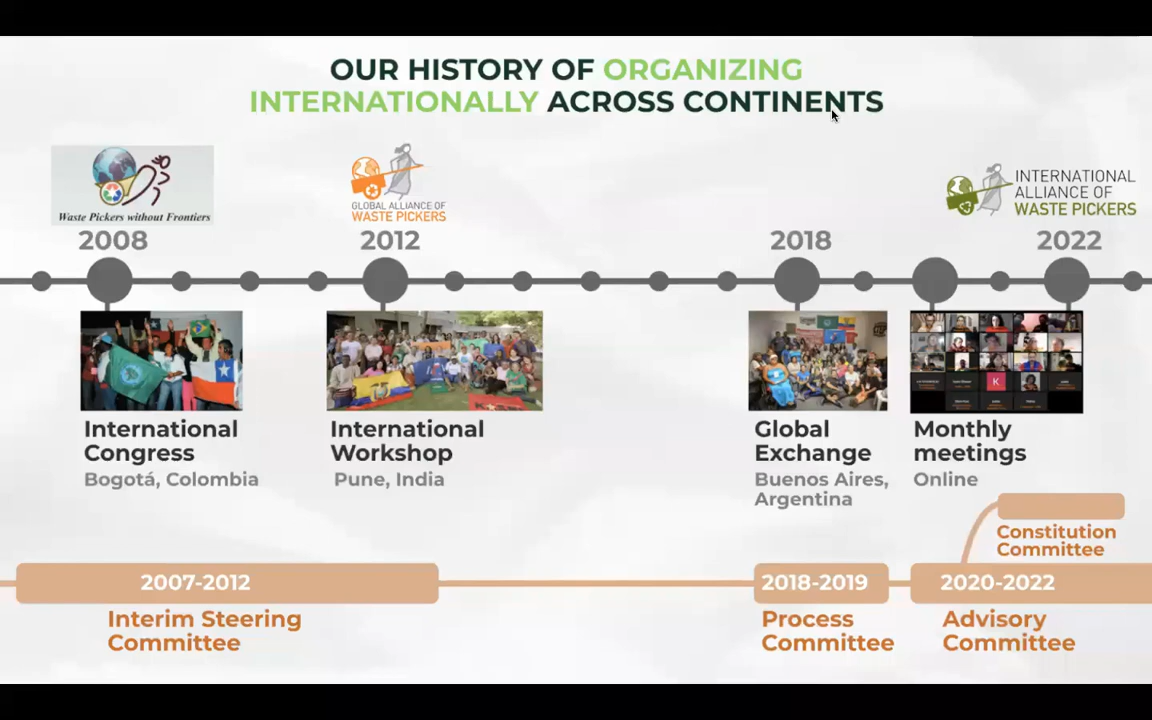 OUR HISTORY OF ORGANIZING
INTERNATIONALLY ACROSS CONTINENTS
Waste Pickers without Frontiers
GLOBAL ALLIANCE OF
WASTE PICKERS
INTERNATIONAL
ALLIANCE OF
WASTE PICKERS
2008
2012
2018
2022
K
International
Congress
Bogotá, Colombia
International
Workshop
Pune, India
Global
Exchange
Buenos Aires,
Argentina
Monthly
meetings
Online
Constitution
Committee
2007-2012
2018-2019
2020-2022
Interim Steering
Committee
Process
Committee
Advisory
Committee